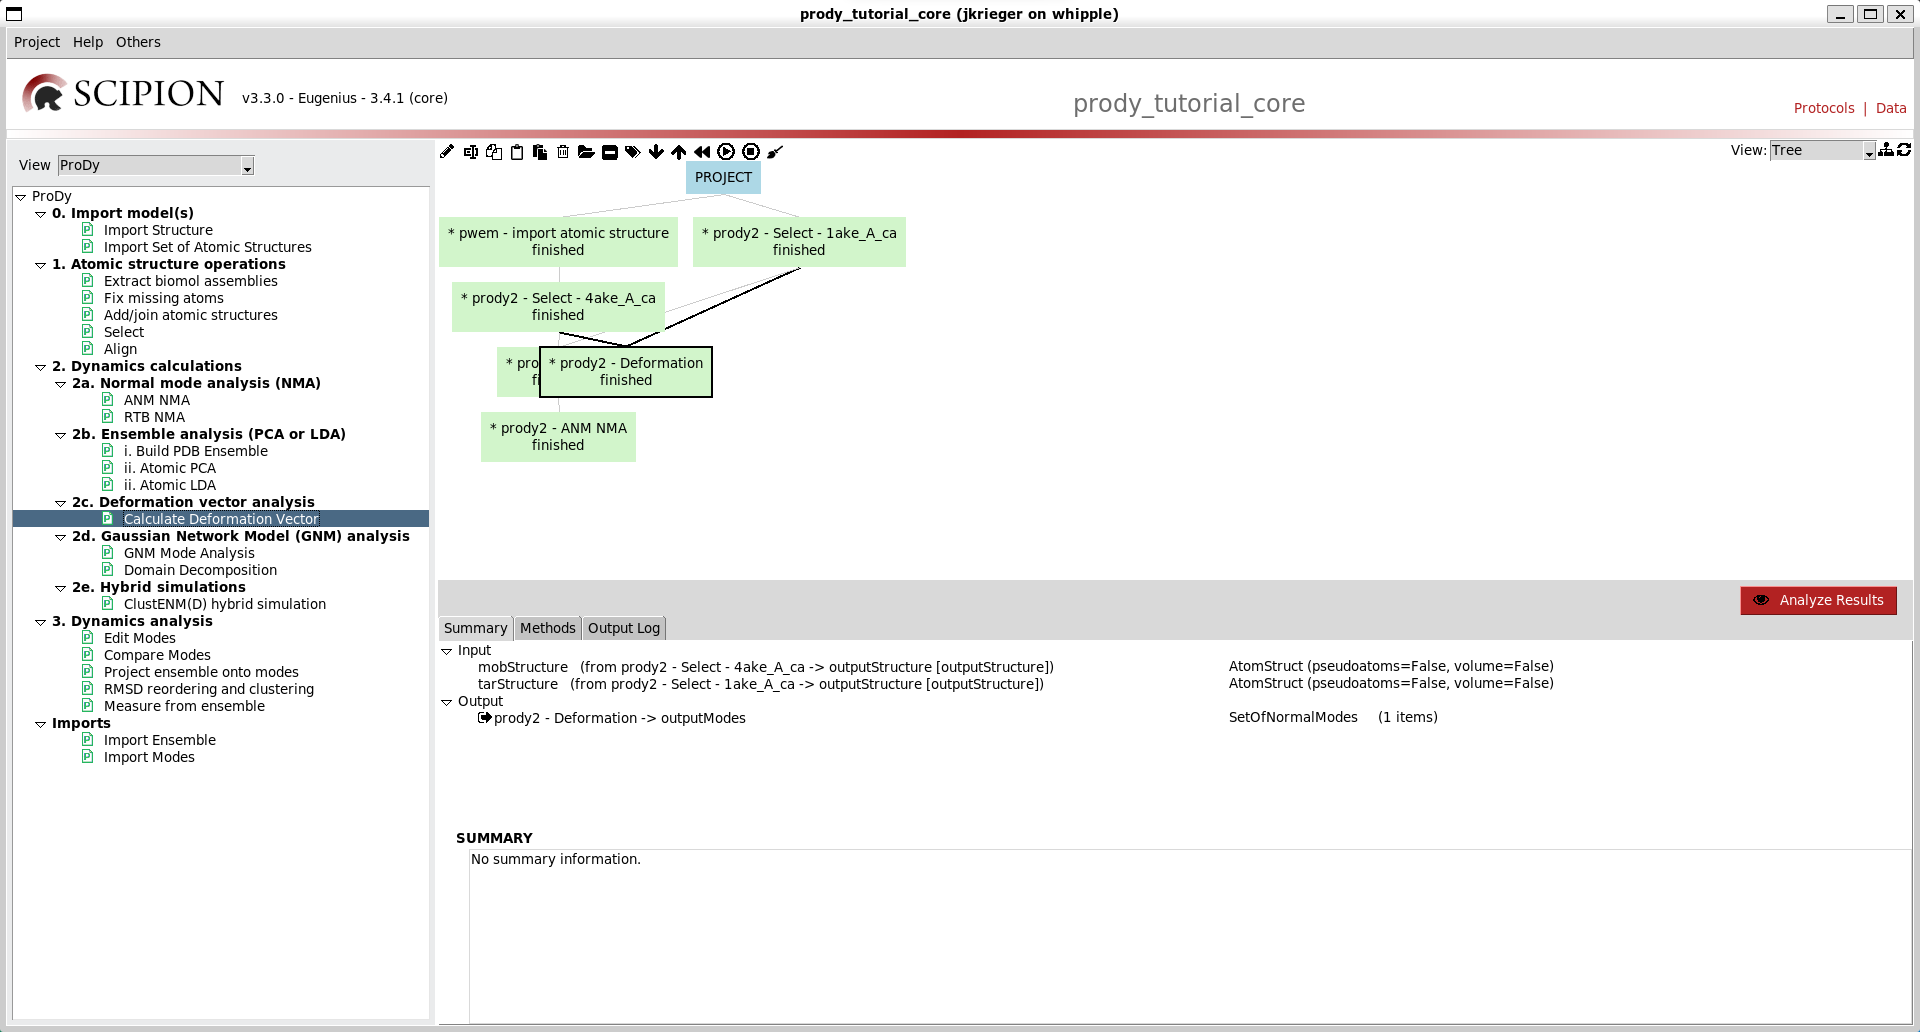 prody_tutorial_core (jkrieger on whipple)
Project Help Others
SCIPION v3.3.0 - Eugenius - 3.4.1 (core)
prody_tutorial_core
Protocols | Data
View ProDy
ProDy
0. Import model(s)
Import Structure
Import Set of Atomic Structures
1. Atomic structure operations
Extract biomol assemblies
Fix missing atoms
Add/join atomic structures
Select
Align
2. Dynamics calculations
2a. Normal mode analysis (NMA)
ANM NMA
RTB NMA
2b. Ensemble analysis (PCA or LDA)
i. Build PDB Ensemble
ii. Atomic PCA
ii. Atomic LDA
2c. Deformation vector analysis
Calculate Deformation Vector
2d. Gaussian Network Model (GNM) analysis
GNM Mode Analysis
Domain Decomposition
2e. Hybrid simulations
ClustENM(D) hybrid simulation
3. Dynamics analysis
Edit Modes
Compare Modes
Project ensemble onto modes
RMSD reordering and clustering
Measure from ensemble
Imports
Import Ensemble
Import Modes
View: Tree
PROJECT
* pwem - import atomic structure
finished
* prody2 - Select - 1ake_A_ca
finished
* prody2 - Select - 4ake_A_ca
finished
* pro
fi
* prody2 - Deformation
finished
* prody2 - ANM NMA
finished
Analyze Results
Summary Methods Output Log
Input
mobStructure (from prody2 - Select - 4ake_A_ca -> outputStructure [outputStructure]) AtomStruct (pseudoatoms=False, volume=False)
tarStructure (from prody2 - Select - 1ake_A_ca -> outputStructure [outputStructure]) AtomStruct (pseudoatoms=False, volume=False)
Output
prody2 - Deformation -> outputModes SetOfNormalModes (1 items)
SUMMARY
No summary information.